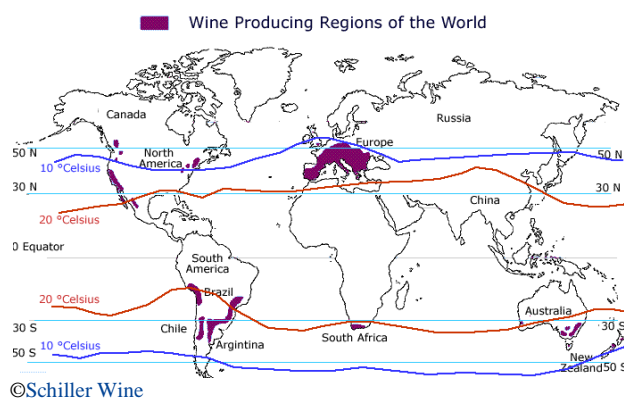 Wine Producing Regions of the World
Canada
Russia
North
America
Europe
50 N
50 N
10 °Celsius
30 N
30 N
China
20 °Celsius
0 Equator
South
America
20 °Celsius
Brazil
Australia
30 S
Chile
30 S
South Africa
Argintina
10 °Celsius
50 S
New
Zealand
50 S
©Schiller Wine